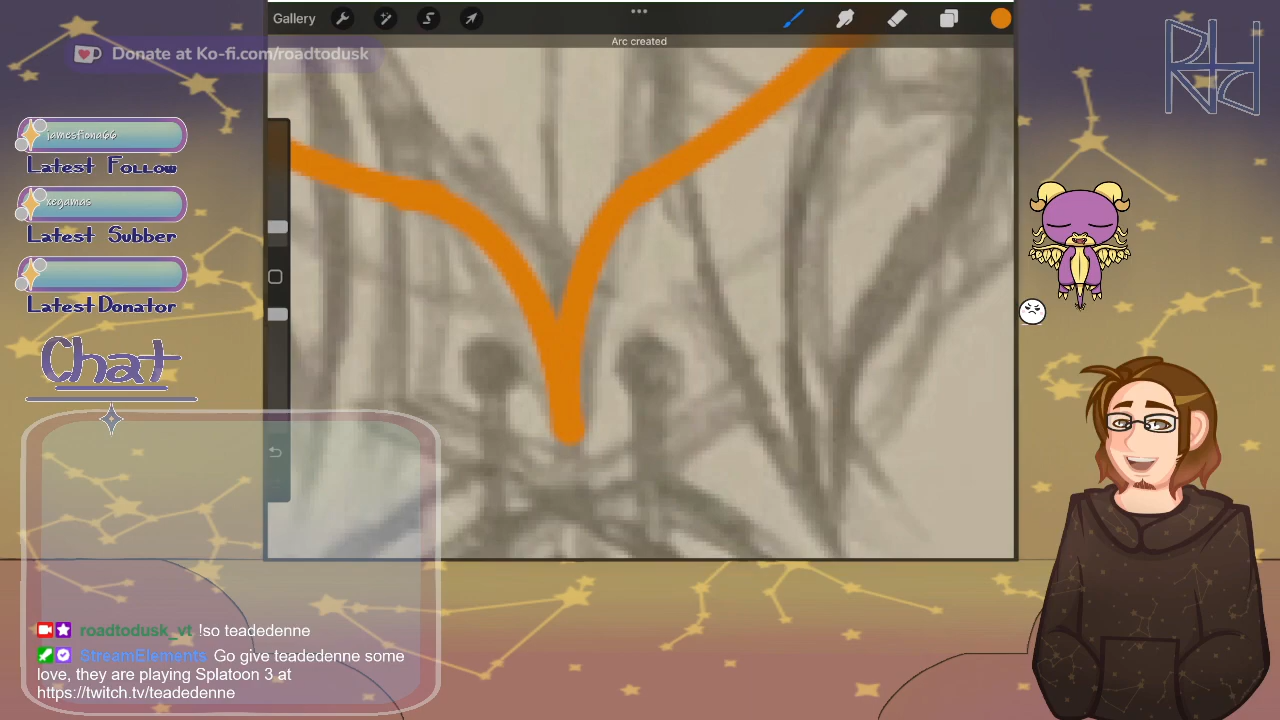 Gallery
Arc created
Donate at Ko-fi.com/roadtodusk
jamesfiona66
Latest Follow
xegamas
Latest Subber
Latest Donator
Chat
roadtodusk_vt !so teadedenne
StreamElements Go give teadedenne some
love, they are playing Splatoon 3 at
https://twitch.tv/teadedenne